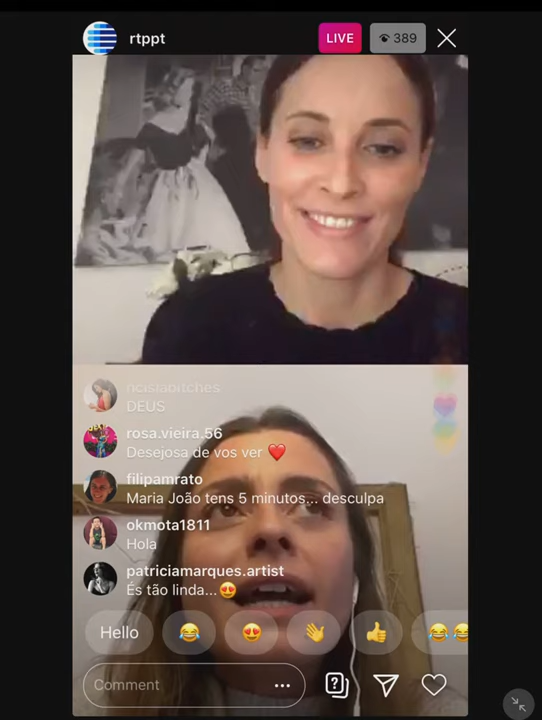 rtppt
LIVE
389
ncislabitches
DEUS
rosa.vieira.56
Desejosa de vos ver ❤️
filipamrato
Maria João tens 5 minutos... desculpa
okmota1811
Hola
patriciamarques.artist
És tão linda...😍
Hello 😂 😍 👋 👍 😂😂
Comment